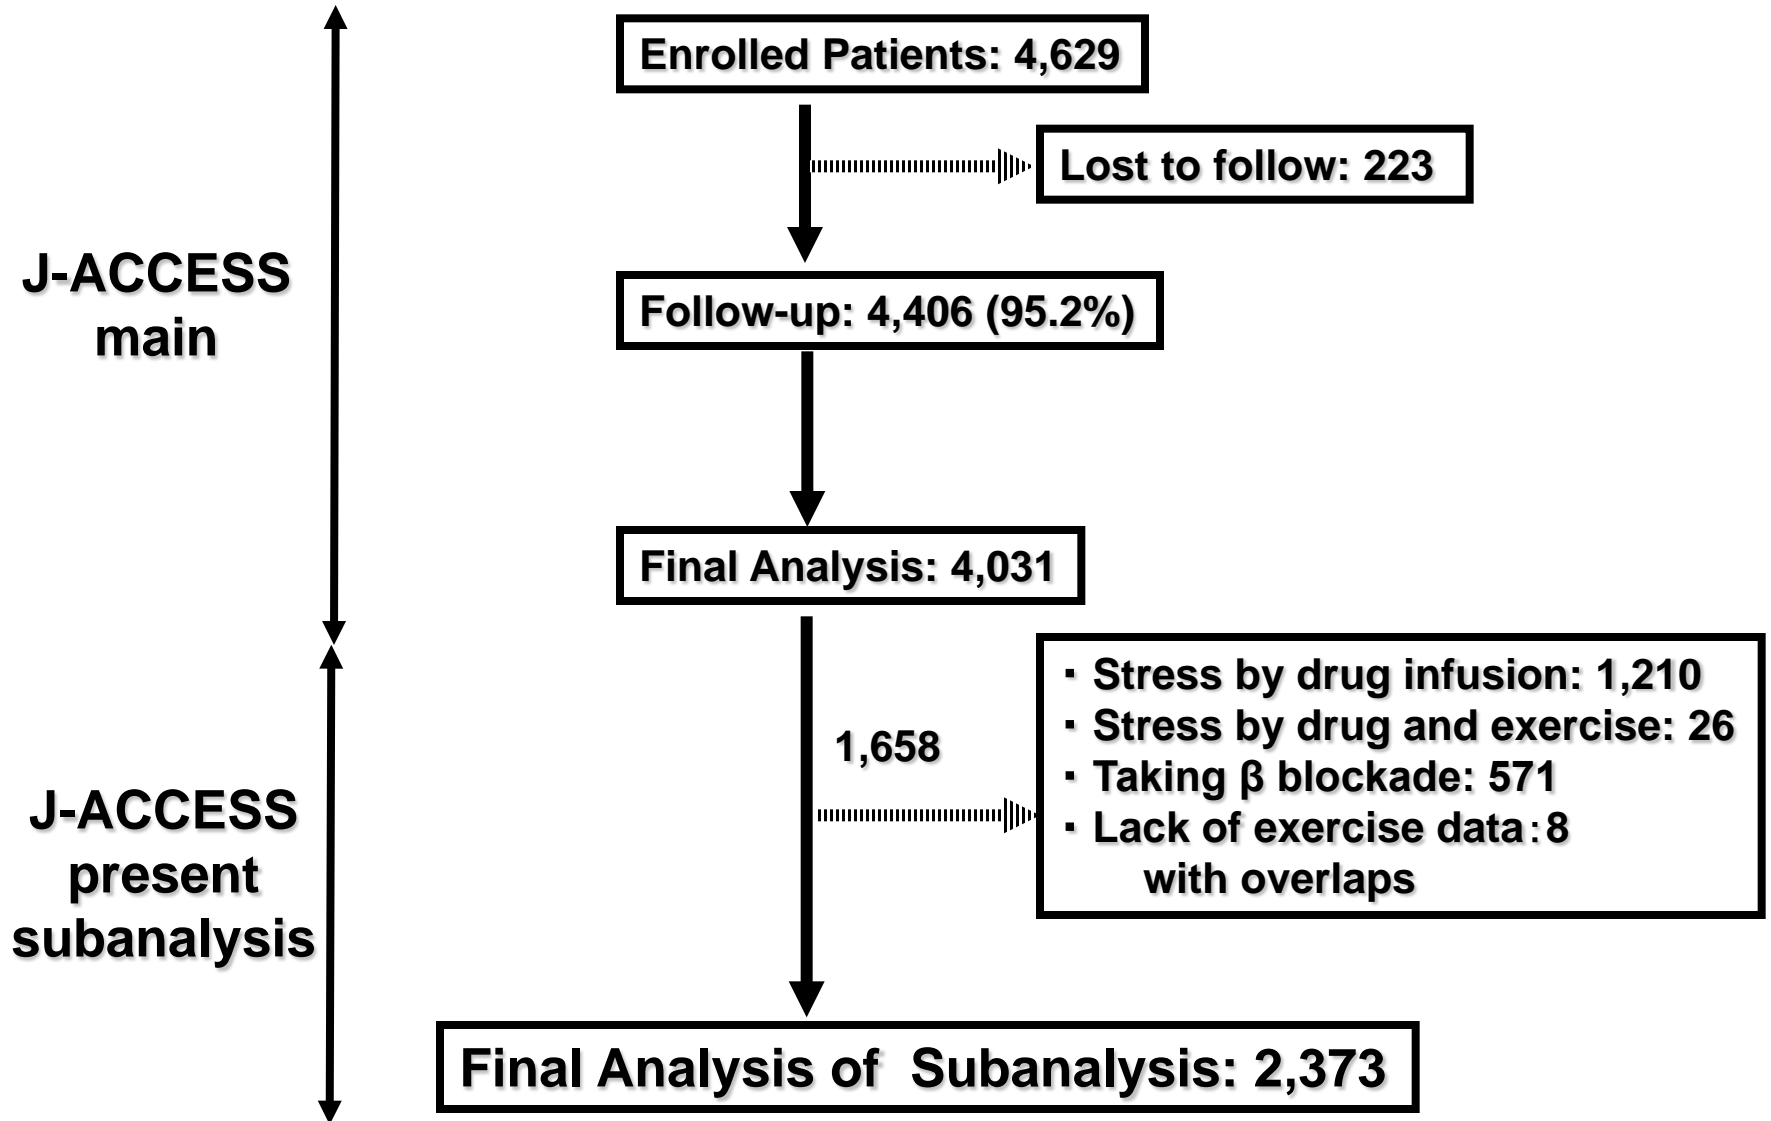 Enrolled Patients: 4,629
Lost to follow: 223
J-ACCESS
main
Follow-up: 4,406 (95.2%)
Final Analysis: 4,031
1,658
・Stress by drug infusion: 1,210
・Stress by drug and exercise: 26
・Taking β blockade: 571
・Lack of exercise data：8
with overlaps
J-ACCESS
present
subanalysis
Final Analysis of Subanalysis: 2,373